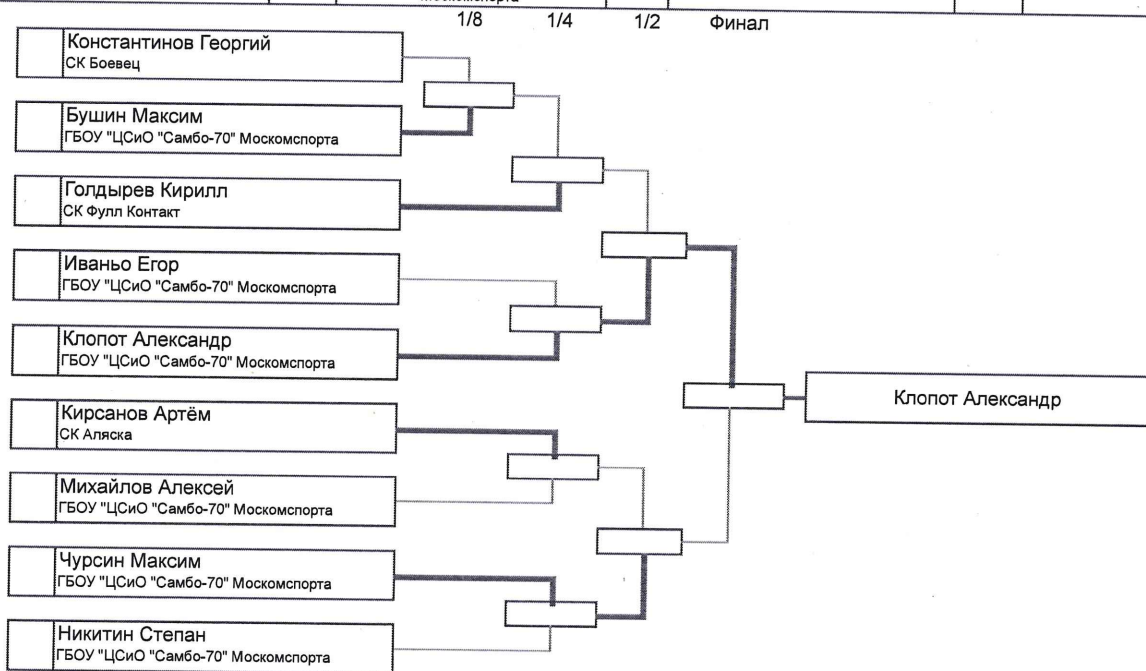 1/8 1/4 1/2 Финал
Константинов Георгий
СК Боевец
Бушин Максим
ГБОУ "ЦСиО "Самбо-70" Москомспорта
Голдырев Кирилл
СК Фулл Контакт
Иваньо Егор
ГБОУ "ЦСиО "Самбо-70" Москомспорта
Клопот Александр
ГБОУ "ЦСиО "Самбо-70" Москомспорта
Клопот Александр
Кирсанов Артём
СК Аляска
Михайлов Алексей
ГБОУ "ЦСиО "Самбо-70" Москомспорта
Чурсин Максим
ГБОУ "ЦСиО "Самбо-70" Москомспорта
Никитин Степан
ГБОУ "ЦСиО "Самбо-70" Москомспорта